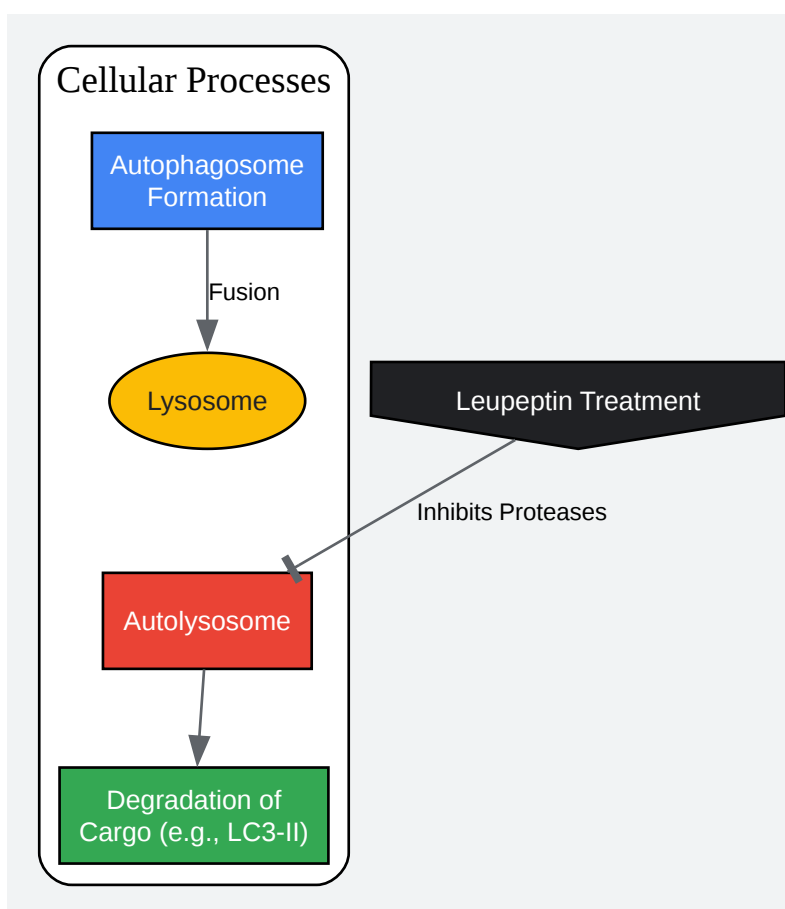 Cellular Processes
Autophagosome
Formation
Fusion
Lysosome
Leupeptin Treatment
Inhibits Proteases
Autolysosome
Degradation of
Cargo (e.g., LC3-II)